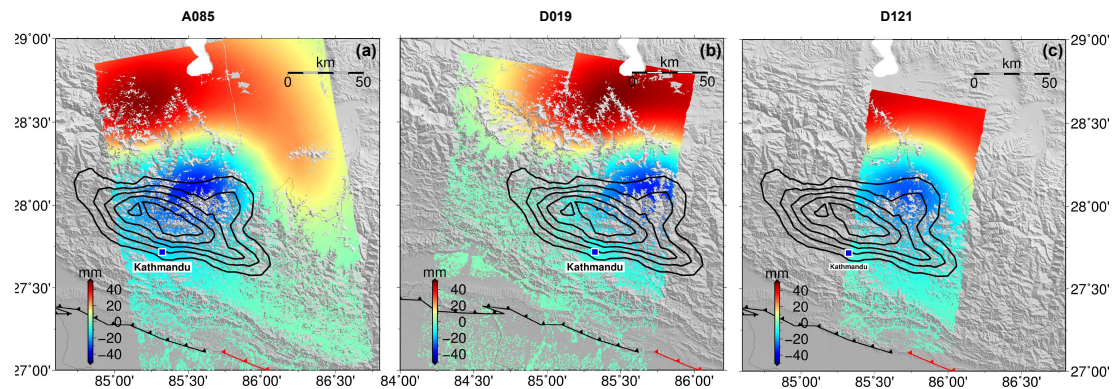 A085 D019 D121
29˚00' (a) (b) (c) 29˚00'
km km km
0 50 0 50 0 50
28˚30' 28˚30'
28˚00' 28˚00'
Kathmandu Kathmandu Kathmandu
mm mm mm
27˚30' 27˚30'
40 40 40
20 20 20
0 0 0
−20 −20 −20
−40 −40 −40
27˚00' 27˚00'
85˚00' 85˚30' 86˚00' 86˚30' 84˚00' 84˚30' 85˚00' 85˚30' 86˚00' 85˚00' 85˚30' 86˚00' 86˚30'